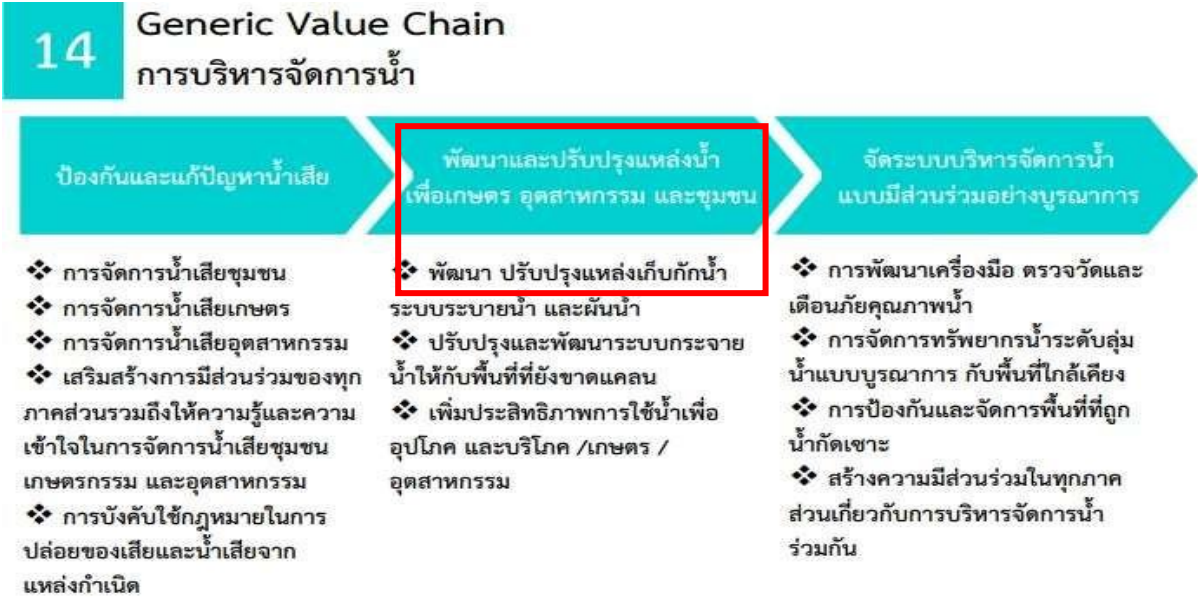 14
Generic Value Chain
การบริหารจัดการน้ำ
ป้องกันและแก้ปัญหาน้ำเสีย
❖ การจัดการน้ำเสียชุมชน
❖ การจัดการน้ำเสียเกษตร
❖ การจัดการน้ำเสียอุตสาหกรรม
❖ เสริมสร้างการมีส่วนร่วมของทุก
ภาคส่วนรวมถึงให้ความรู้และความ
เข้าใจในการจัดการน้ำเสียชุมชน
เกษตรกรรม และอุตสาหกรรม
❖ การบังคับใช้กฎหมายในการ
ปล่อยของเสียและน้ำเสียจาก
แหล่งกำเนิด
พัฒนาและปรับปรุงแหล่งน้ำ
เพื่อเกษตร อุตสาหกรรม และชุมชน
❖ พัฒนา ปรับปรุงแหล่งเก็บกักน้ำ
ระบบระบายน้ำ และผันน้ำ
❖ ปรับปรุงและพัฒนาระบบกระจาย
น้ำให้กับพื้นที่ที่ยังขาดแคลน
❖ เพิ่มประสิทธิภาพการใช้น้ำเพื่อ
อุปโภค และบริโภค /เกษตร /
อุตสาหกรรม
จัดระบบบริหารจัดการน้ำ
แบบมีส่วนร่วมอย่างบูรณาการ
❖ การพัฒนาเครื่องมือ ตรวจวัดและ
เตือนภัยคุณภาพน้ำ
❖ การจัดการทรัพยากรน้ำระดับลุ่ม
น้ำแบบบูรณาการ กับพื้นที่ใกล้เคียง
❖ การป้องกันและจัดการพื้นที่ที่ถูก
น้ำกัดเซาะ
❖ สร้างความมีส่วนร่วมในทุกภาค
ส่วนเกี่ยวกับการบริหารจัดการน้ำ
ร่วมกัน